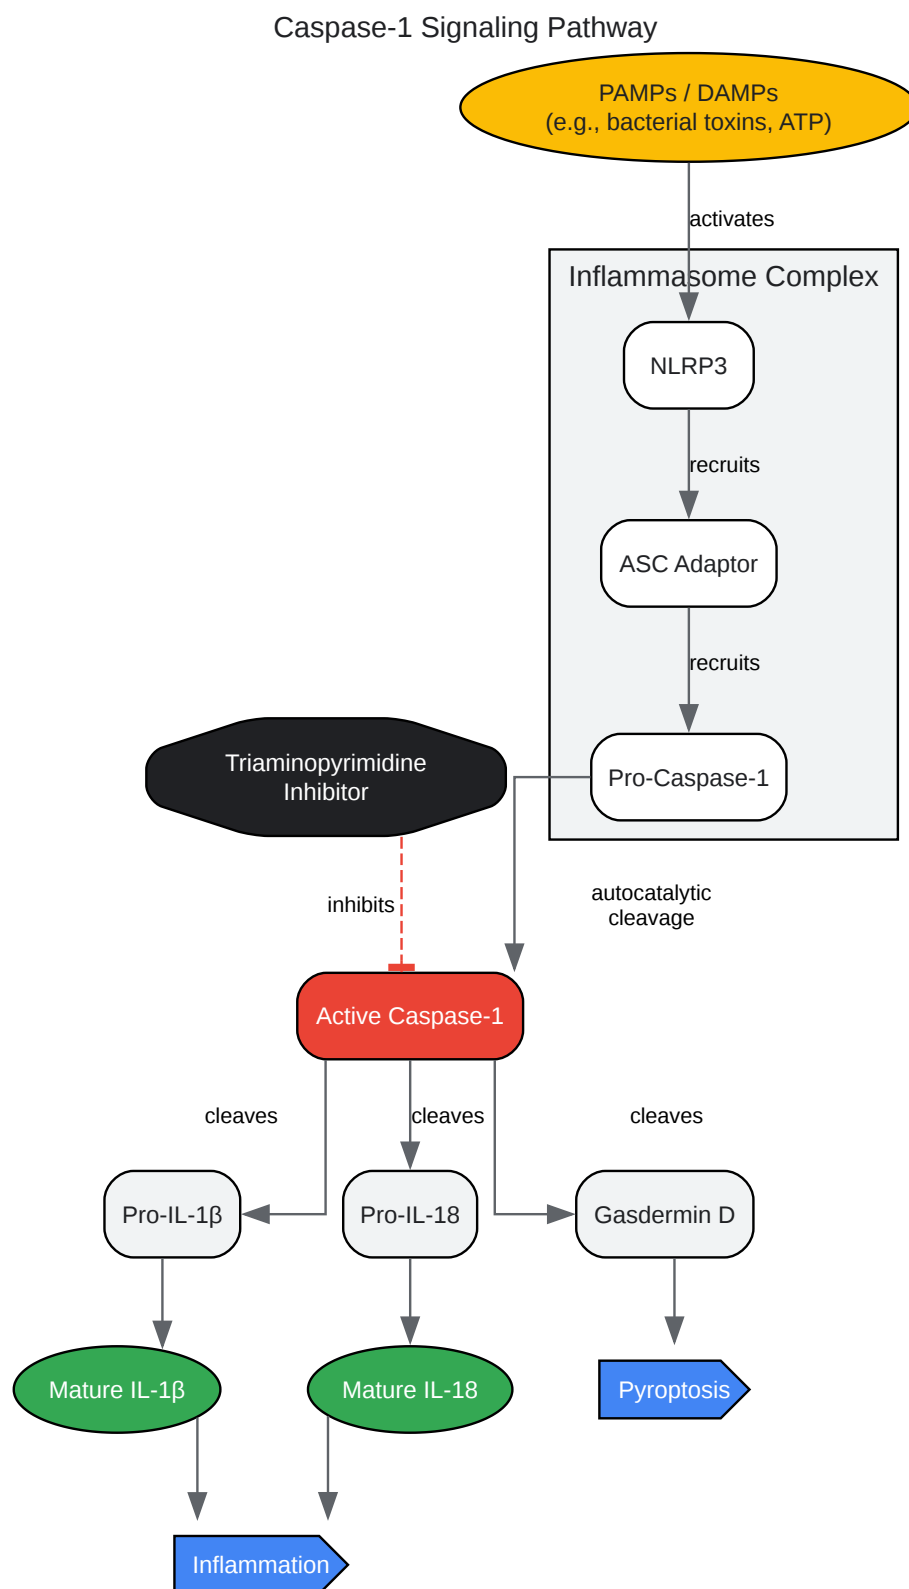 Caspase-1 Signaling Pathway
PAMPs / DAMPs
(e.g., bacterial toxins, ATP)
activates
Inflammasome Complex
NLRP3
recruits
ASC Adaptor
recruits
Triaminopyrimidine
Inhibitor
Pro-Caspase-1
inhibits
autocatalytic
cleavage
Active Caspase-1
cleaves
cleaves
cleaves
Pro-IL-1β
Pro-IL-18
Gasdermin D
Mature IL-1β
Mature IL-18
Pyroptosis
Inflammation